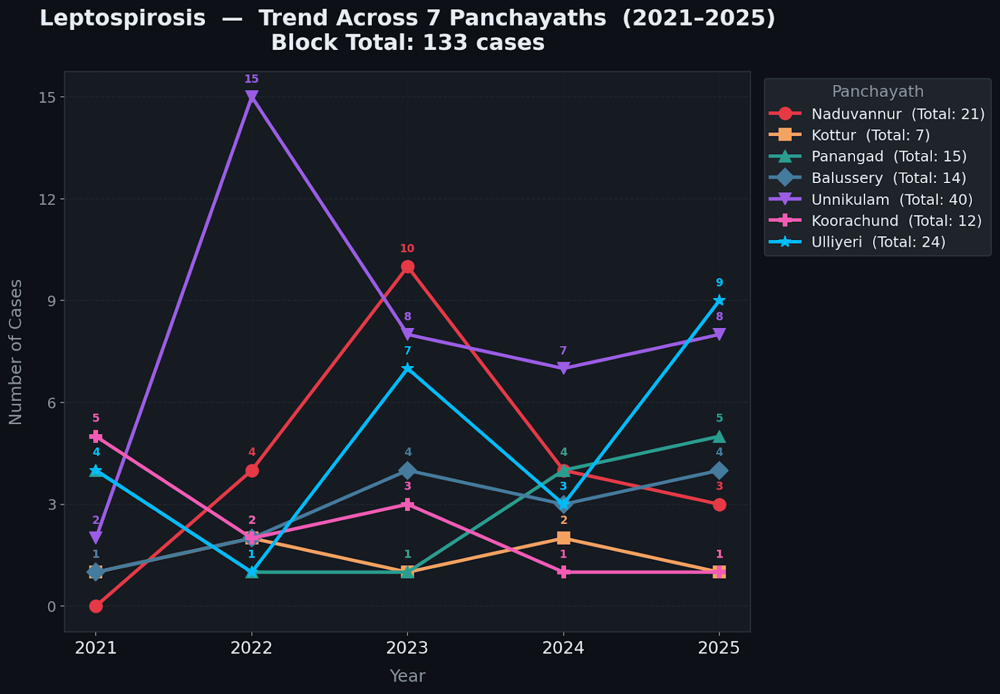 Leptospirosis — Trend Across 7 Panchayaths (2021–2025)
Block Total: 133 cases
Number of Cases
15
12
9
6
3
0
15
10
9
8
8
7
7
5
5
4
4
4
4
4
3
3
3
2
2
2
1
1
1
1
1
2021 2022 2023 2024 2025
Year
Panchayath
Naduvannur (Total: 21)
Kottur (Total: 7)
Panangad (Total: 15)
Balussery (Total: 14)
Unnikulam (Total: 40)
Koorachund (Total: 12)
Ulliyeri (Total: 24)